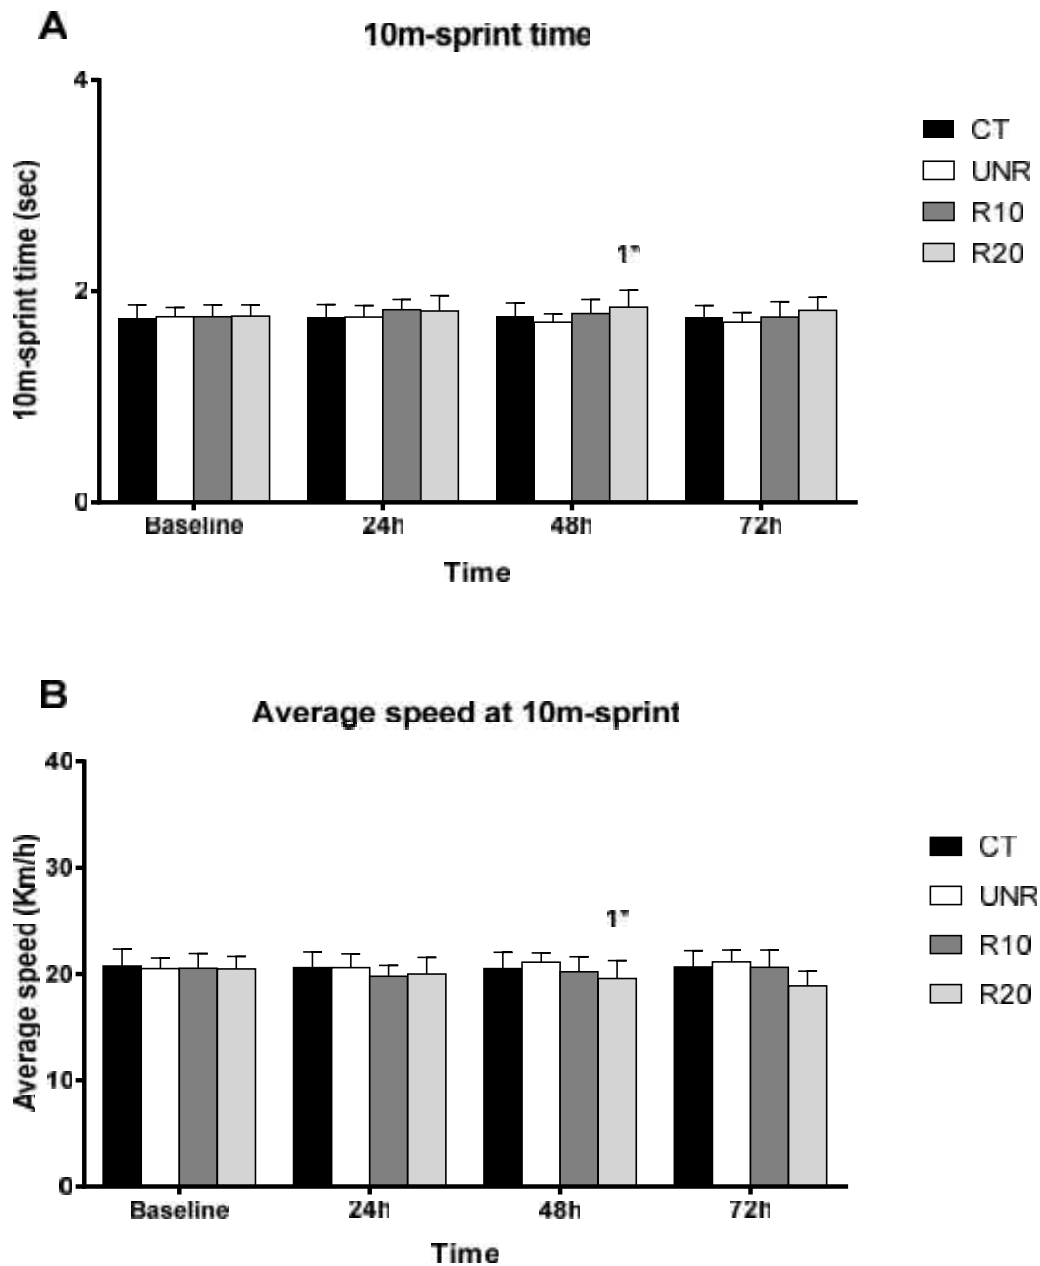 A
10m-sprint time
4
2
0
10m-sprint time (sec)
1*
Baseline 24h 48h 72h
Time
CT
UNR
R10
R20
B
Average speed at 10m-sprint
40
30
20
10
0
Average speed (Km/h)
1*
Baseline 24h 48h 72h
Time
CT
UNR
R10
R20